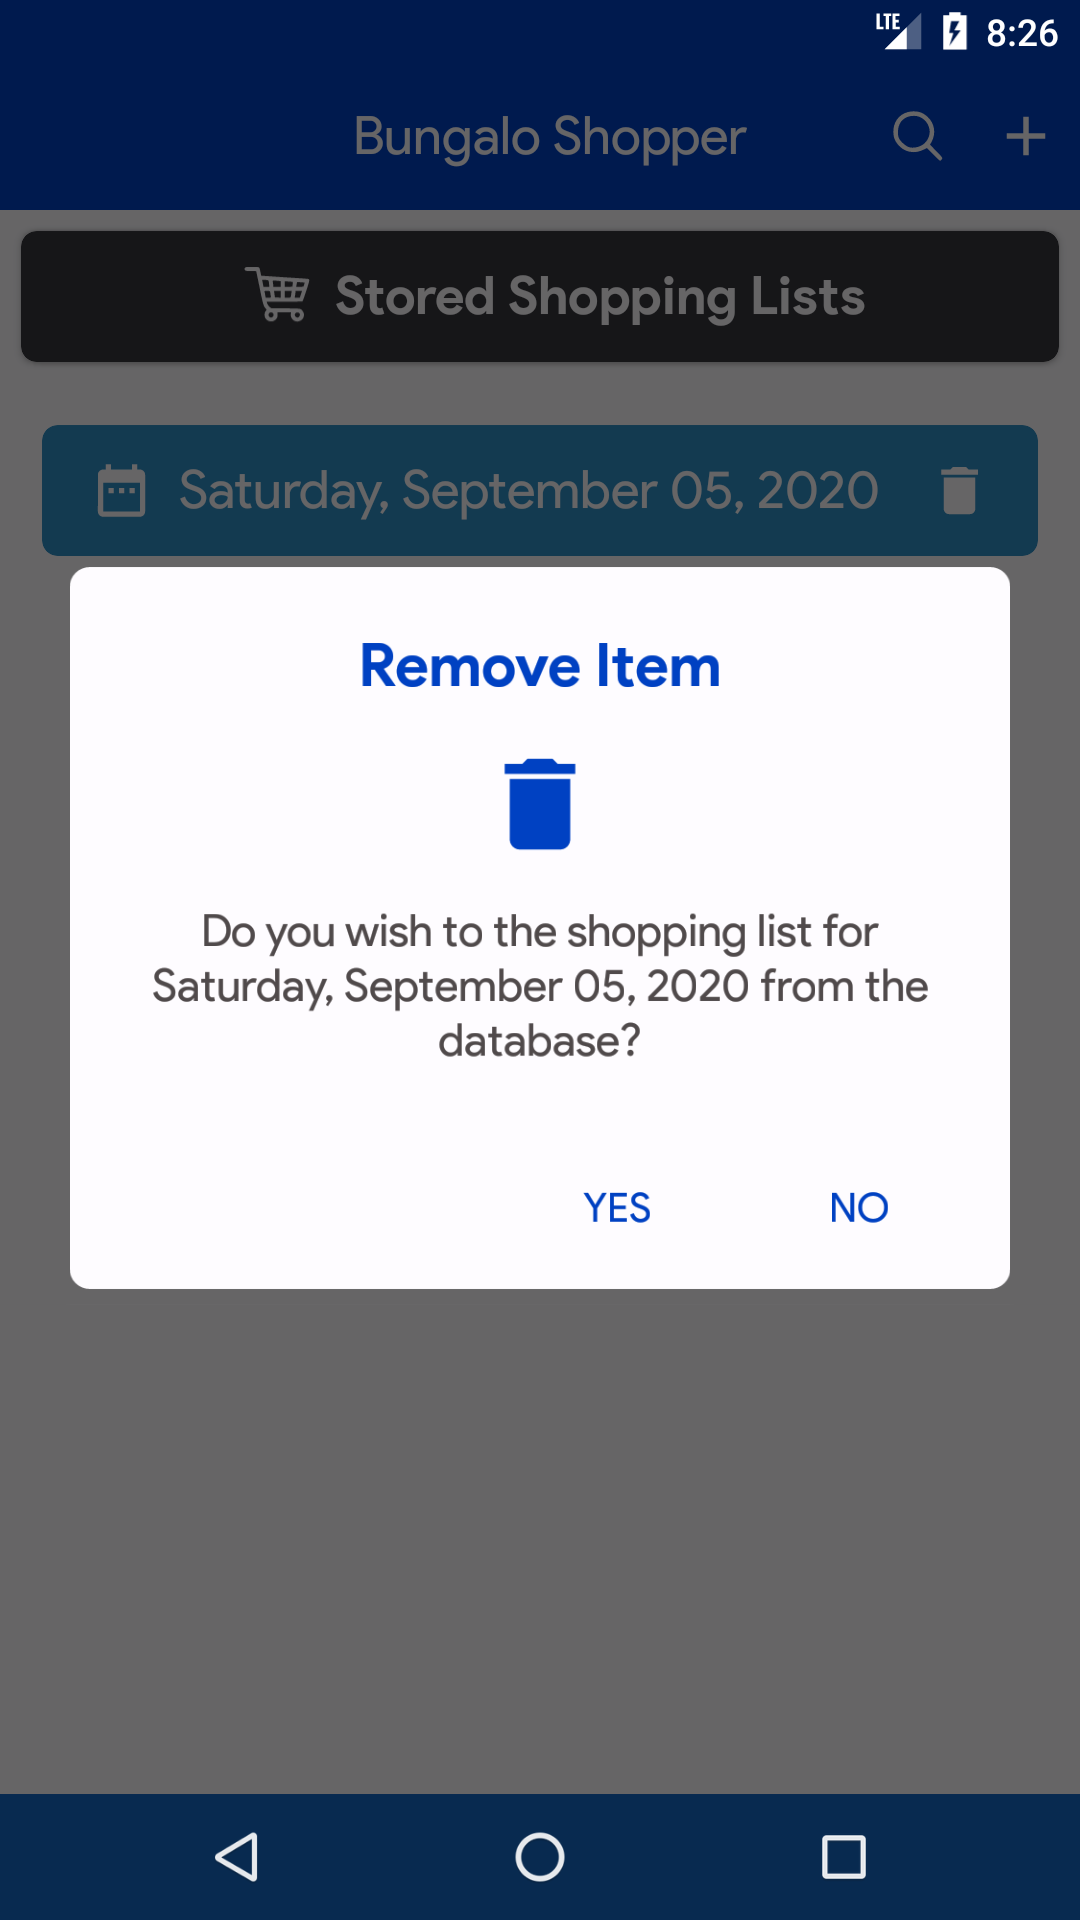 LTE 8:26
Bungalo Shopper
Stored Shopping Lists
Saturday, September 05, 2020
Remove Item
Do you wish to the shopping list for
Saturday, September 05, 2020 from the
database?
YES NO